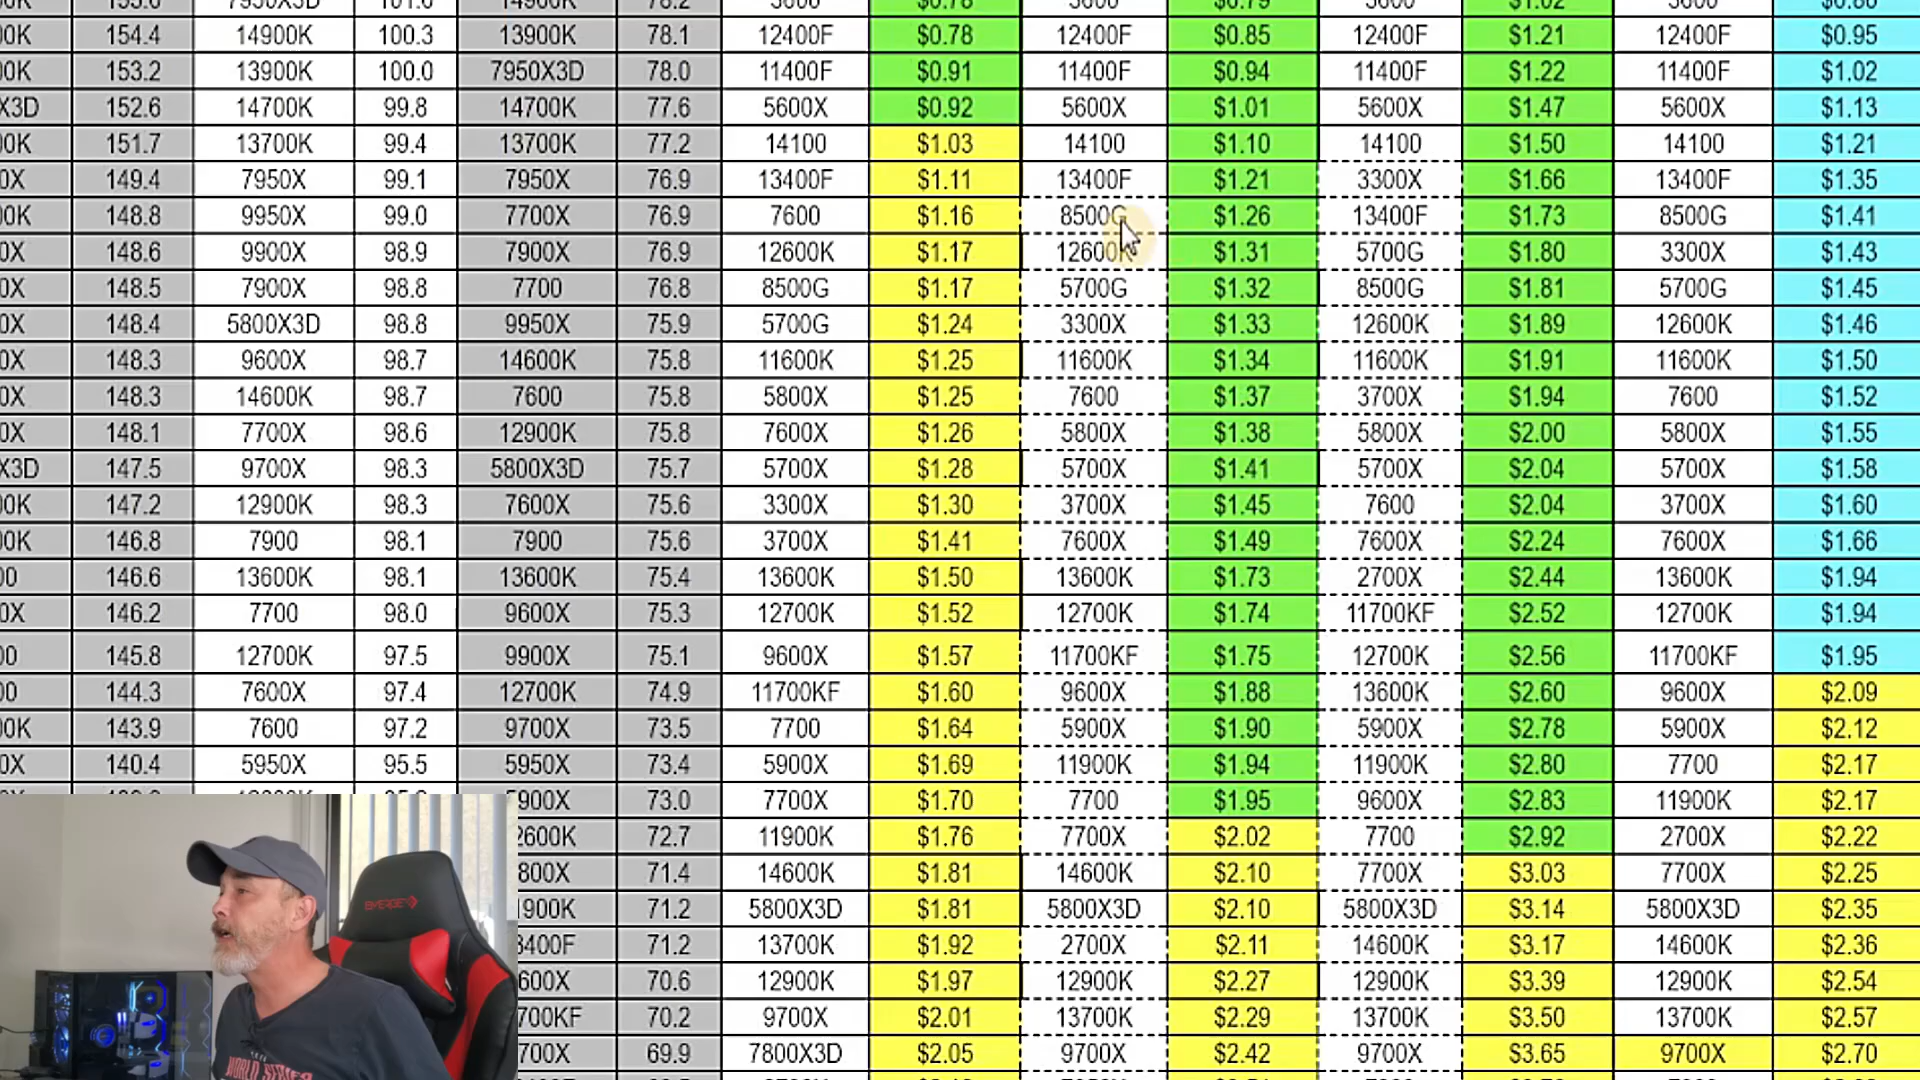 154.4 14900K 100.3 13900K 78.1 12400F $0.78 12400F $0.85 12400F $1.21 12400F $0.95
153.2 13900K 100.0 7950X3D 78.0 11400F $0.91 11400F $0.94 11400F $1.22 11400F $1.02
X3D 152.6 14700K 99.8 14700K 77.6 5600X $0.92 5600X $1.01 5600X $1.47 5600X $1.13
151.7 13700K 99.4 13700K 77.2 14100 $1.03 14100 $1.10 14100 $1.50 14100 $1.21
149.4 7950X 99.1 7950X 76.9 13400F $1.11 13400F $1.21 3300X $1.66 13400F $1.35
148.8 9950X 99.0 7700X 76.9 7600 $1.16 8500G $1.26 13400F $1.73 8500G $1.41
148.6 9900X 98.9 7900X 76.9 12600K $1.17 12600K $1.31 5700G $1.80 3300X $1.43
148.5 7900X 98.8 7700 76.8 8500G $1.17 5700G $1.32 8500G $1.81 5700G $1.45
148.4 5800X3D 98.8 9950X 75.9 5700G $1.24 3300X $1.33 12600K $1.89 12600K $1.46
148.3 9600X 98.7 14600K 75.8 11600K $1.25 11600K $1.34 11600K $1.91 11600K $1.50
148.3 14600K 98.7 7600 75.8 5800X $1.25 7600 $1.37 3700X $1.94 7600 $1.52
148.1 7700X 98.6 12900K 75.8 7600X $1.26 5800X $1.38 5800X $2.00 5800X $1.55
X3D 147.5 9700X 98.3 5800X3D 75.7 5700X $1.28 5700X $1.41 5700X $2.04 5700X $1.58
147.2 12900K 98.3 7600X 75.6 3300X $1.30 3700X $1.45 7600 $2.04 3700X $1.60
146.8 7900 98.1 7900 75.6 3700X $1.41 7600X $1.49 7600X $2.24 7600X $1.66
146.6 13600K 98.1 13600K 75.4 13600K $1.50 13600K $1.73 2700X $2.44 13600K $1.94
146.2 7700 98.0 9600X 75.3 12700K $1.52 12700K $1.74 11700KF $2.52 12700K $1.94
145.8 12700K 97.5 9900X 75.1 9600X $1.57 11700KF $1.75 12700K $2.56 11700KF $1.95
144.3 7600X 97.4 12700K 74.9 11700KF $1.60 9600X $1.88 13600K $2.60 9600X $2.09
143.9 7600 97.2 9700X 73.5 7700 $1.64 5900X $1.90 5900X $2.78 5900X $2.12
140.4 5950X 95.5 5950X 73.4 5900X $1.69 11900K $1.94 11900K $2.80 7700 $2.17
5900X 73.0 7700X $1.70 7700 $1.95 9600X $2.83 11900K $2.17
2600K 72.7 11900K $1.76 7700X $2.02 7700 $2.92 2700X $2.22
800X 71.4 14600K $1.81 14600K $2.10 7700X $3.03 7700X $2.25
1900K 71.2 5800X3D $1.81 5800X3D $2.10 5800X3D $3.14 5800X3D $2.35
3400F 71.2 13700K $1.92 2700X $2.11 14600K $3.17 14600K $2.36
600X 70.6 12900K $1.97 12900K $2.27 12900K $3.39 12900K $2.54
700KF 70.2 9700X $2.01 13700K $2.29 13700K $3.50 13700K $2.57
700X 69.9 7800X3D $2.05 9700X $2.42 9700X $3.65 9700X $2.70
EMERGE
WORLD SERIES